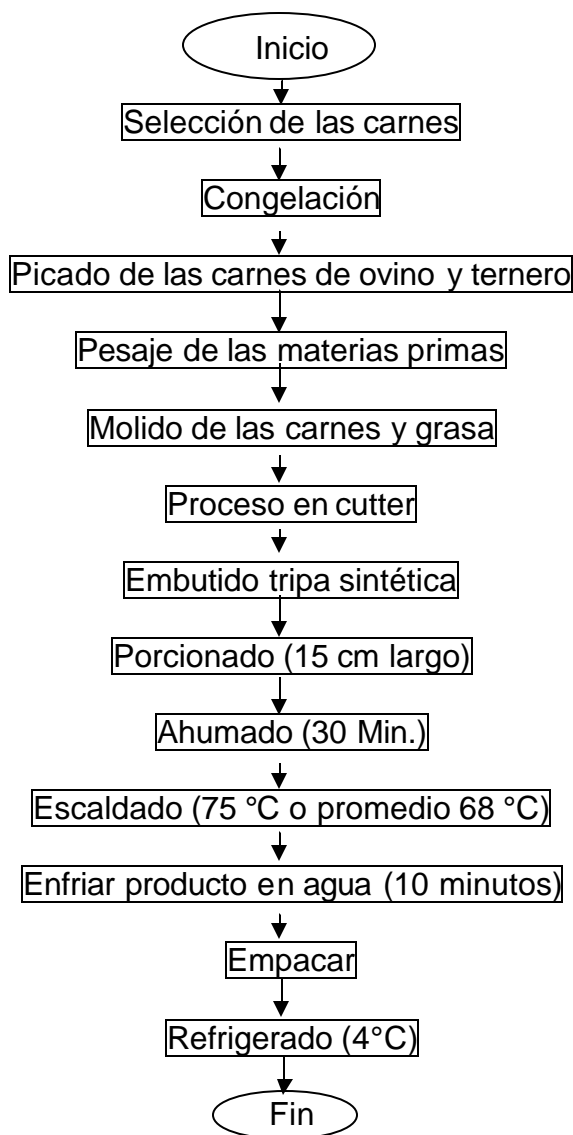 Inicio
Selección de las carnes
Congelación
Picado de las carnes de ovino y ternero
Pesaje de las materias primas
Molido de las carnes y grasa
Proceso en cutter
Embutido tripa sintética
Porcionado (15 cm largo)
Ahumado (30 Min.)
Escaldado (75 °C o promedio 68 °C)
Enfriar producto en agua (10 minutos)
Empacar
Refrigerado (4°C)
Fin